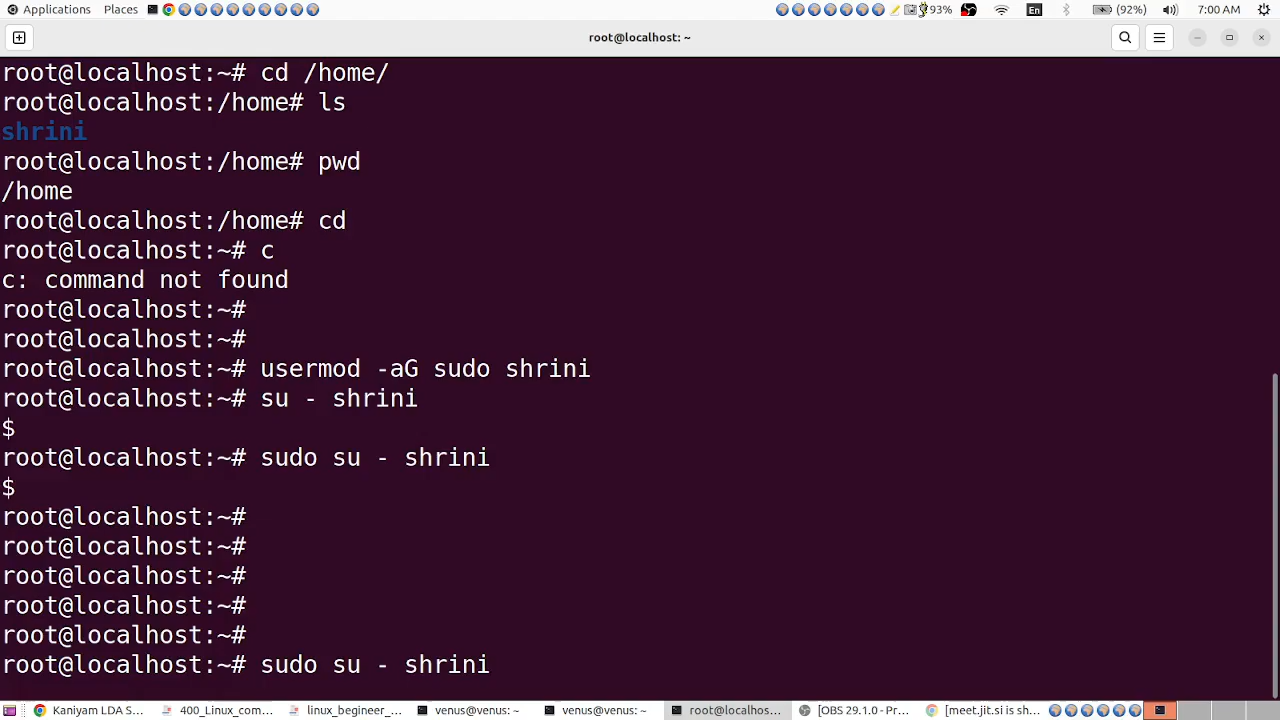 Applications Places 93% En (92%) 7:00 AM
root@localhost: ~
root@localhost:~# cd /home/
root@localhost:/home# ls
shrini
root@localhost:/home# pwd
/home
root@localhost:/home# cd
root@localhost:~# c
c: command not found
root@localhost:~#
root@localhost:~#
root@localhost:~# usermod -aG sudo shrini
root@localhost:~# su - shrini
$
root@localhost:~# sudo su - shrini
$
root@localhost:~#
root@localhost:~#
root@localhost:~#
root@localhost:~#
root@localhost:~#
root@localhost:~# sudo su - shrini
Kaniyam LDA S... 400_Linux_com... linux_begineer_... venus@venus: ~ venus@venus: ~ root@localhos... [OBS 29.1.0 - Pr... [meet.jit.si is sh...